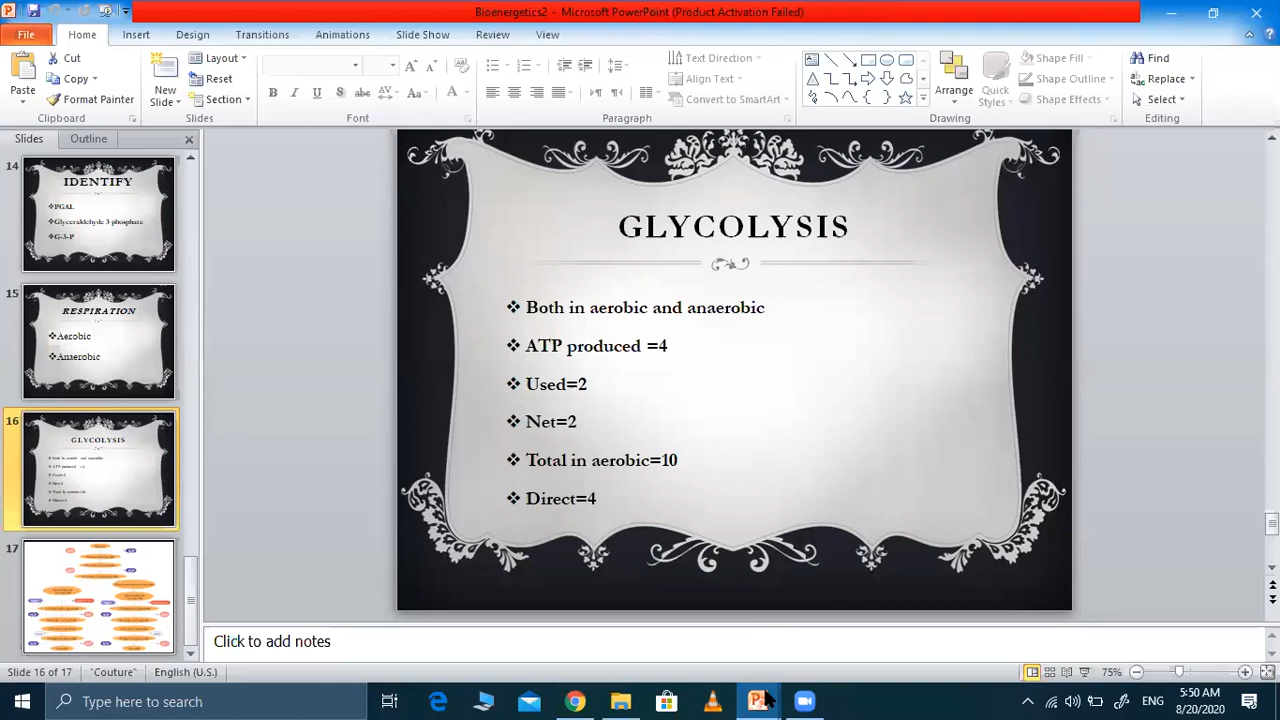 Bioenergetics2 - Microsoft PowerPoint (Product Activation Failed)
File Home Insert Design Transitions Animations Slide Show Review View
Paste
Cut
Copy
Format Painter
Clipboard
New Slide
Layout
Reset
Section
Slides
Font
Text Direction
Align Text
Convert to SmartArt
Paragraph
Arrange
Quick Styles
Shape Fill
Shape Outline
Shape Effects
Drawing
Find
Replace
Select
Editing
Slides Outline
14
IDENTIFY
PGAL
Glyceraldehyde 3 phosphate
G-3-P
15
RESPIRATION
Aerobic
Anaerobic
16
GLYCOLYSIS
17
GLYCOLYSIS
❖ Both in aerobic and anaerobic
❖ ATP produced =4
❖ Used=2
❖ Net=2
❖ Total in aerobic=10
❖ Direct=4
Click to add notes
Slide 16 of 17 "Couture" English (U.S.) 75%
Type here to search
ENG
5:50 AM
8/20/2020